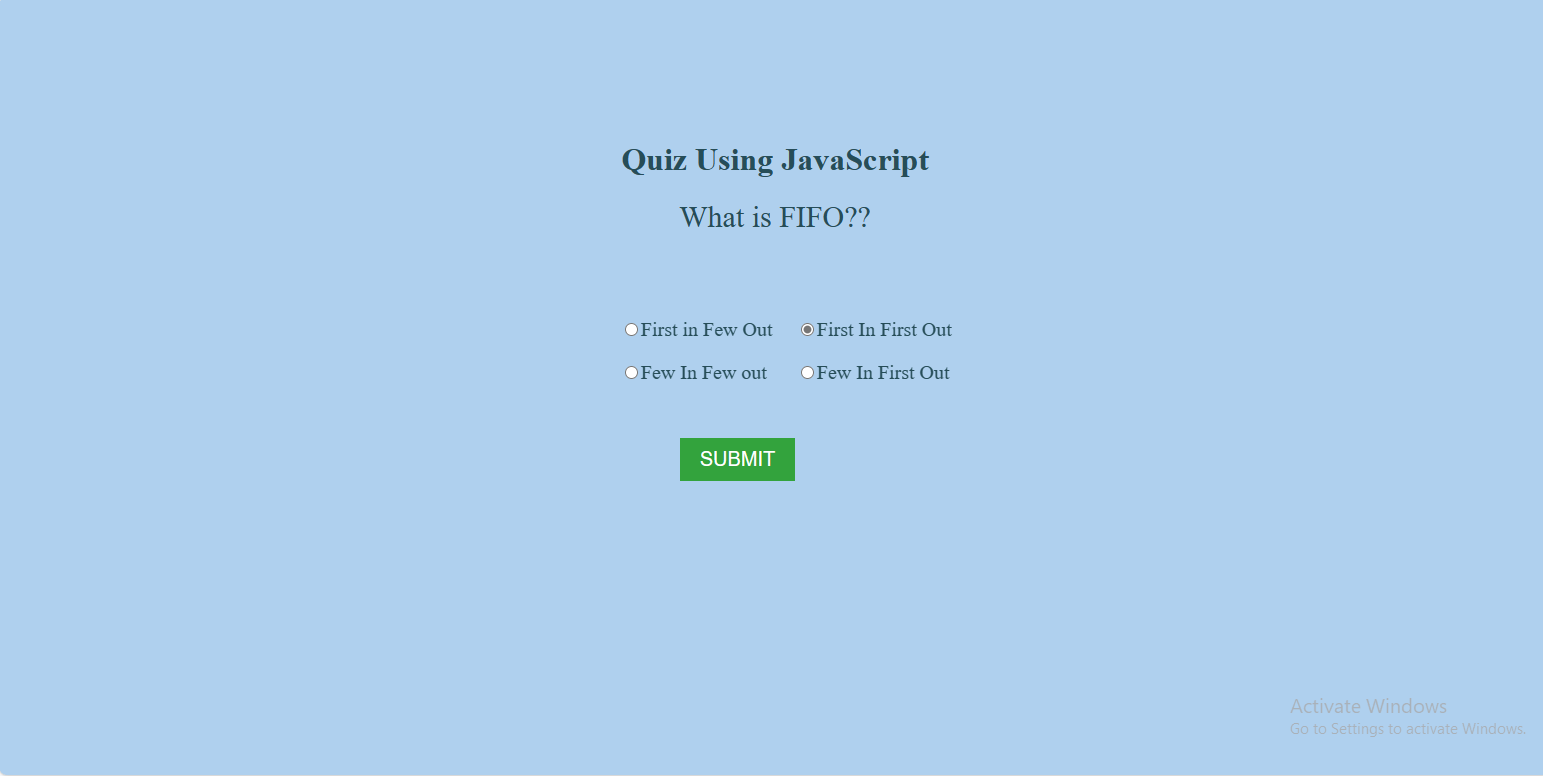 Quiz Using JavaScript
What is FIFO??
First in Few Out First In First Out
Few In Few out Few In First Out
SUBMIT
Activate Windows
Go to Settings to activate Windows.